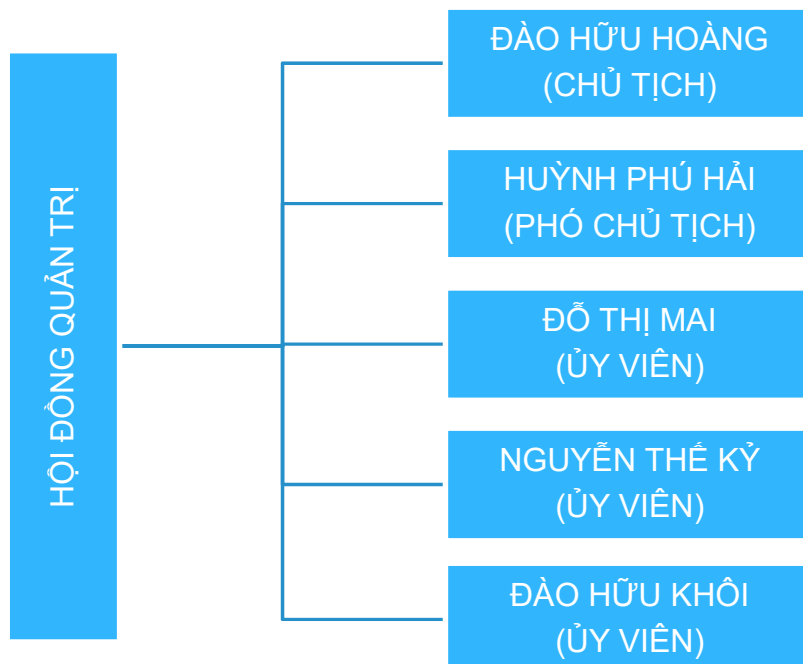 HỘI ĐỒNG QUẢN TRỊ
ĐÀO HỮU HOÀNG
(CHỦ TỊCH)
HUỲNH PHÚ HẢI
(PHÓ CHỦ TỊCH)
ĐỖ THỊ MAI
(ỦY VIÊN)
NGUYỄN THẾ KỶ
(ỦY VIÊN)
ĐÀO HỮU KHÔI
(ỦY VIÊN)